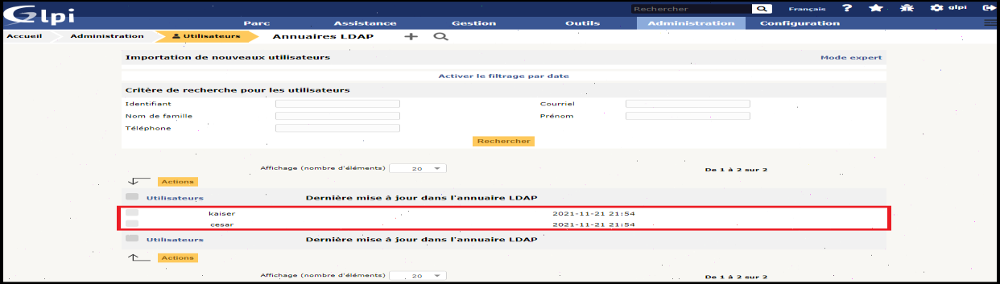 Glpi
Rechercher Français ? glpi
Parc Assistance Gestion Outils Administration Configuration
Accueil Administration Utilisateurs Annuaires LDAP
Importation de nouveaux utilisateurs Mode expert
Activer le filtrage par date
Critère de recherche pour les utilisateurs
Identifiant Courriel
Nom de famille Prénom
Téléphone
Rechercher
Affichage (nombre d'éléments) 20 De 1 à 2 sur 2
Actions
Utilisateurs Dernière mise à jour dans l'annuaire LDAP
kaiser 2021-11-21 21:54
cesar 2021-11-21 21:54
Utilisateurs Dernière mise à jour dans l'annuaire LDAP
Actions
Affichage (nombre d'éléments) 20 De 1 à 2 sur 2